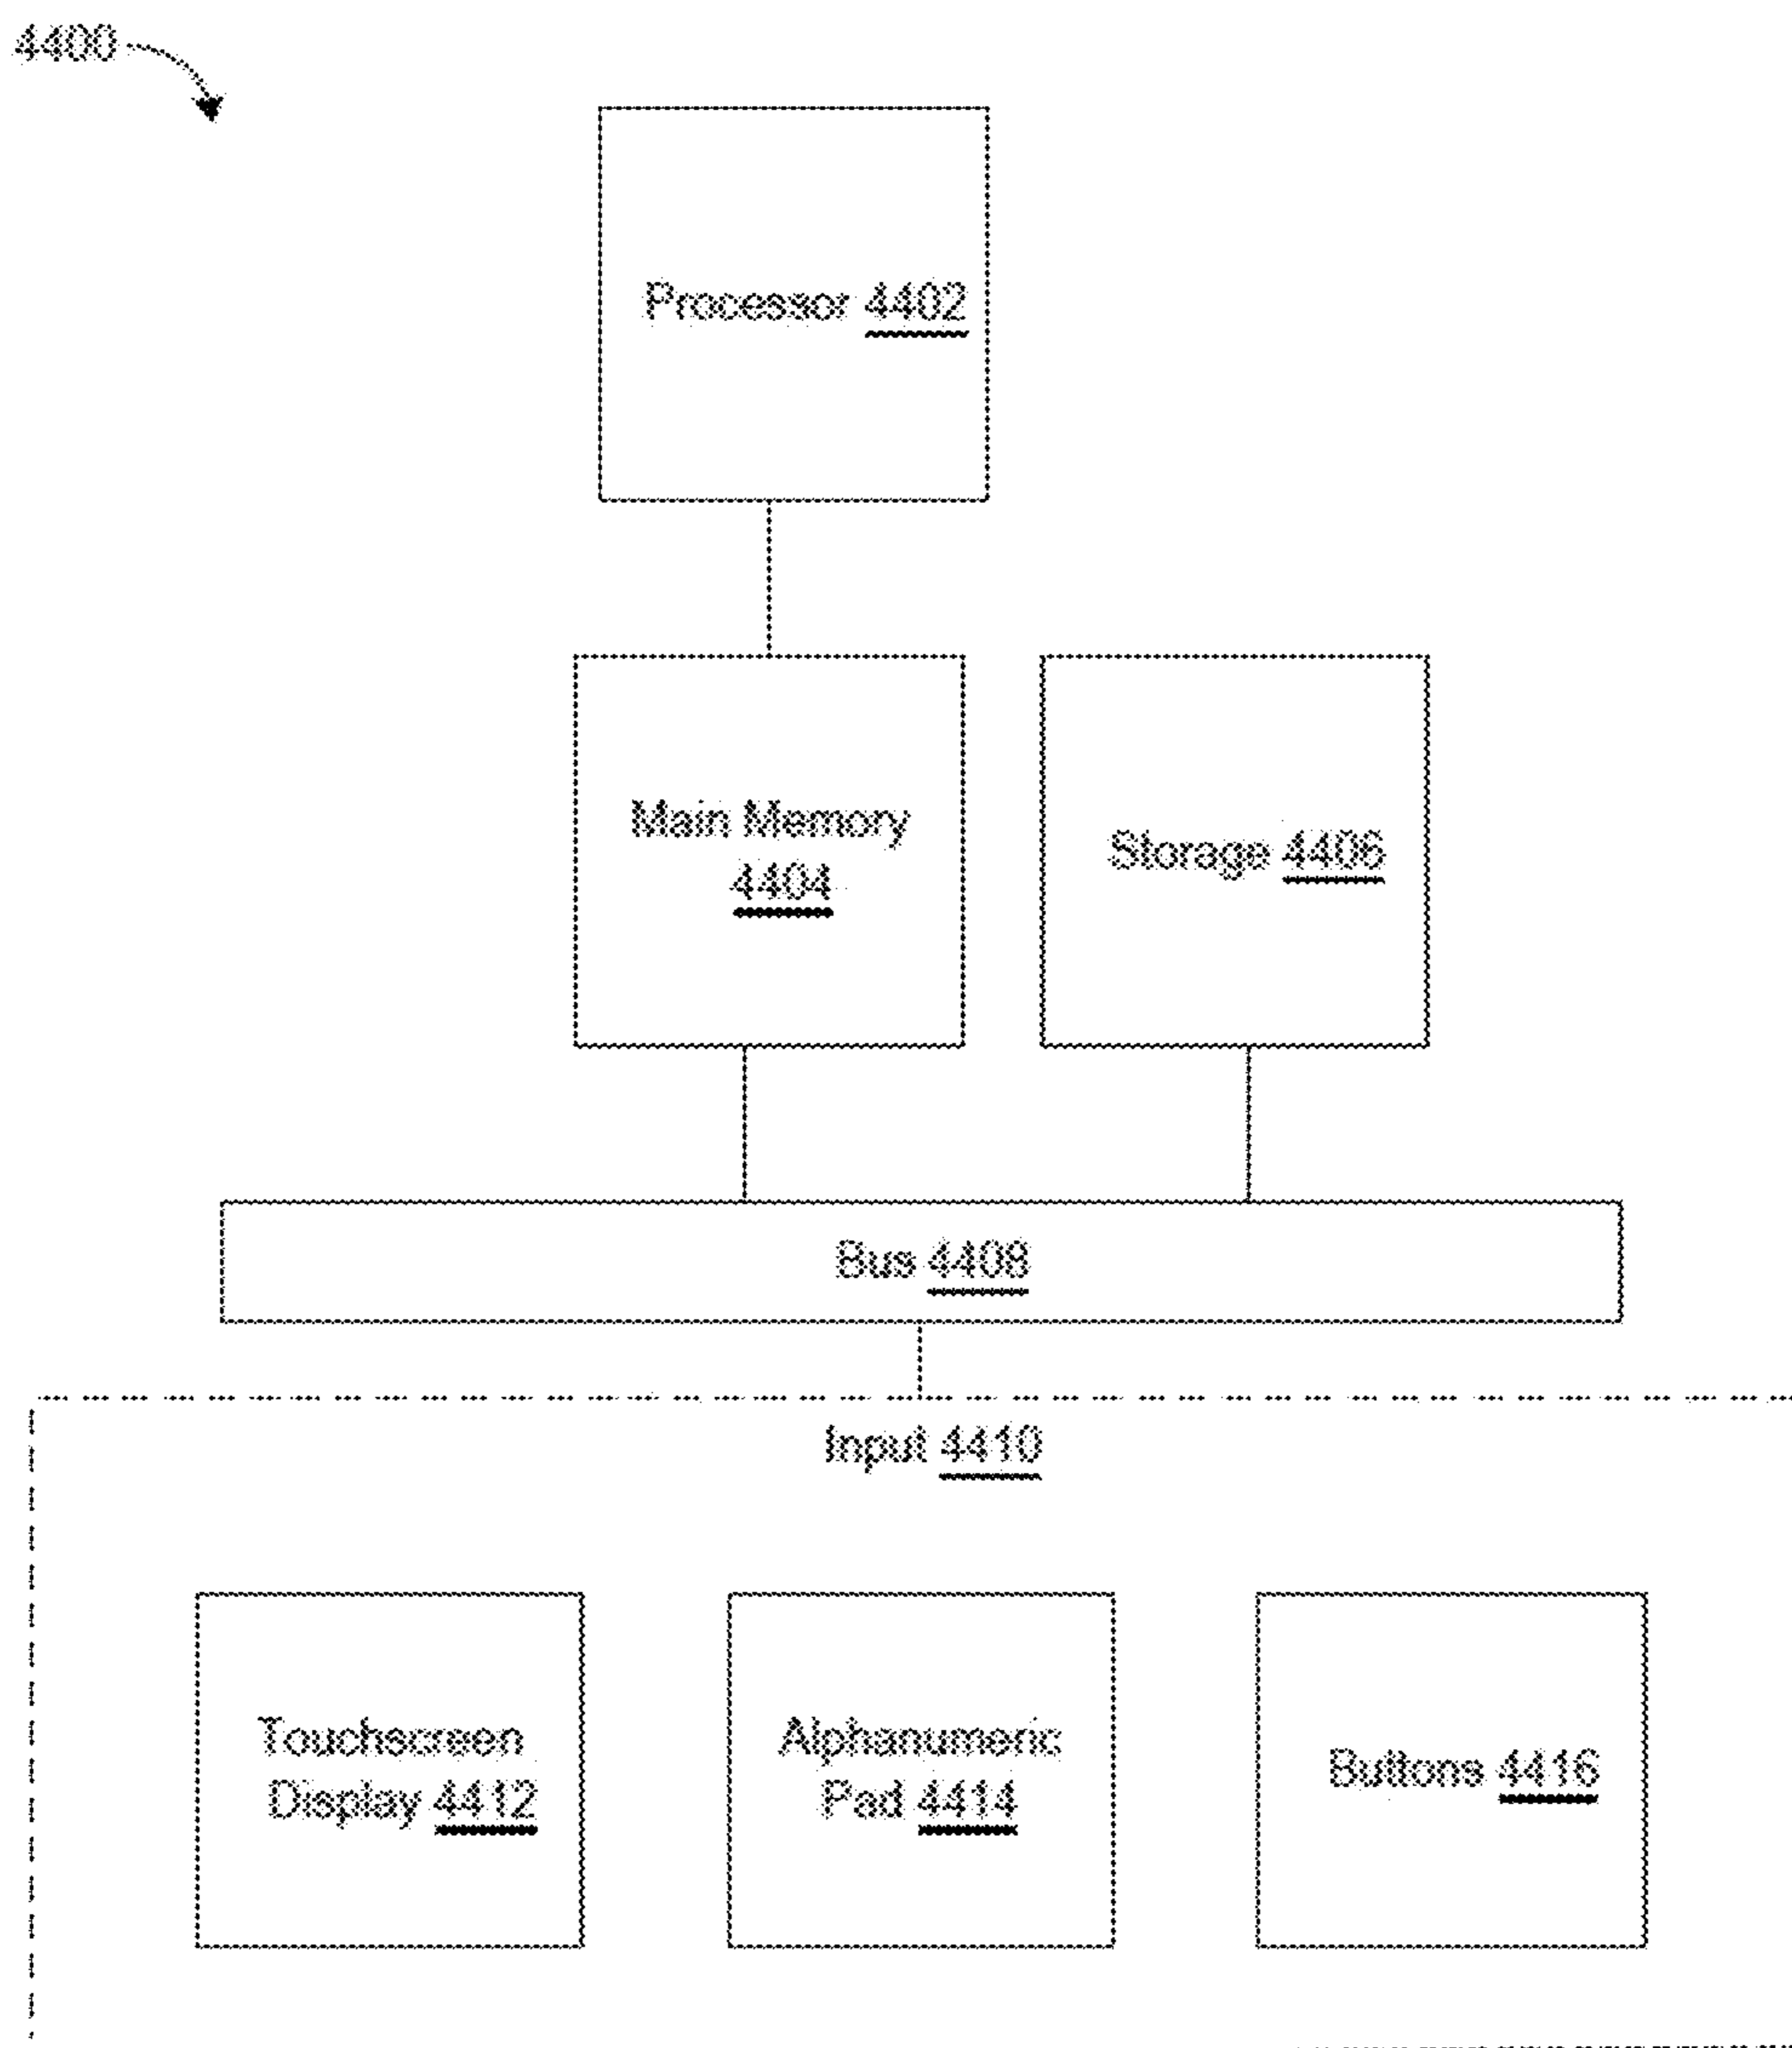 4400
Processor 4402
Main Memory
4404
Storage 4406
Bus 4408
Input 4410
Touchscreen
Display 4412
Alphanumeric
Pad 4414
Buttons 4416